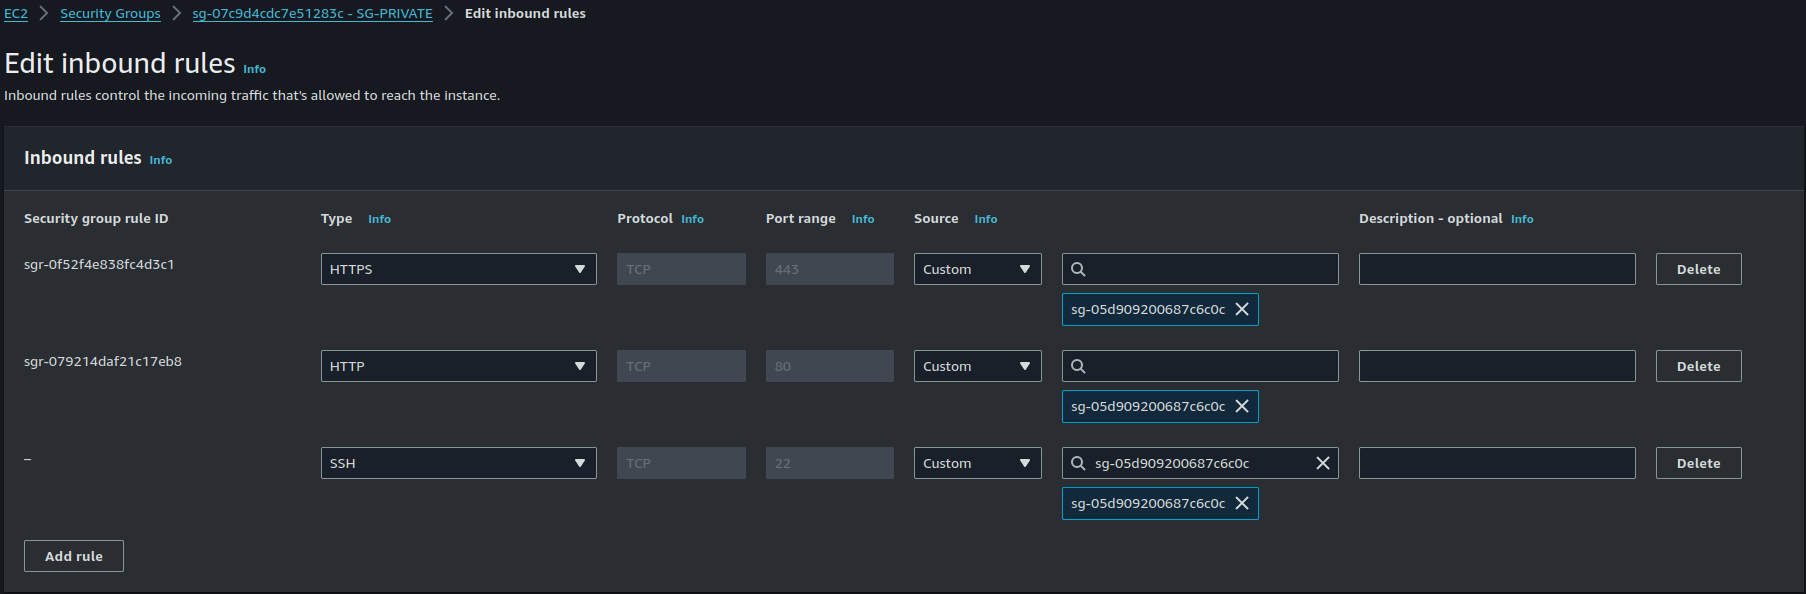 EC2 > Security Groups > sg-07c9d4cdc7e51283c - SG-PRIVATE > Edit inbound rules
Edit inbound rules Info
Inbound rules control the incoming traffic that's allowed to reach the instance.
Inbound rules Info
Security group rule ID Type Info Protocol Info Port range Info Source Info Description - optional Info
sgr-0f52f4e838fc4d3c1 HTTPS TCP 443 Custom Delete
sg-05d909200687c6c0c
sgr-079214daf21c17eb8 HTTP TCP 80 Custom Delete
sg-05d909200687c6c0c
– SSH TCP 22 Custom sg-05d909200687c6c0c Delete
sg-05d909200687c6c0c
Add rule